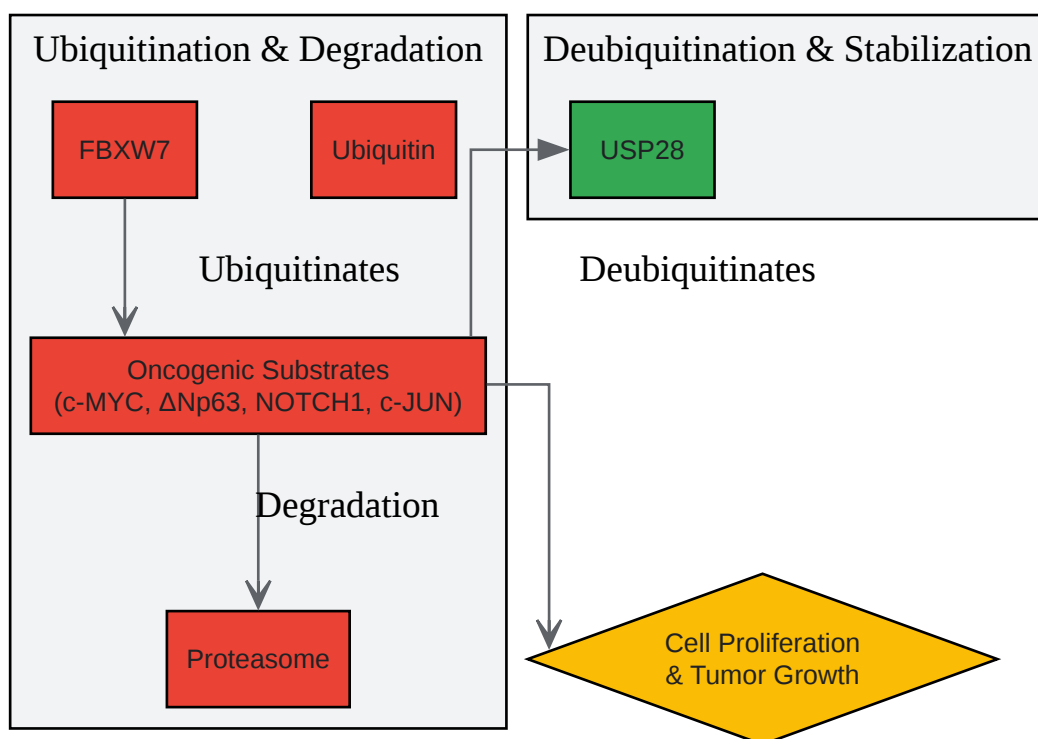 Ubiquitination & Degradation
Deubiquitination & Stabilization
FBXW7
Ubiquitin
USP28
Ubiquitinates
Deubiquitinates
Oncogenic Substrates
(c-MYC, ΔNp63, NOTCH1, c-JUN)
Degradation
Proteasome
Cell Proliferation
& Tumor Growth